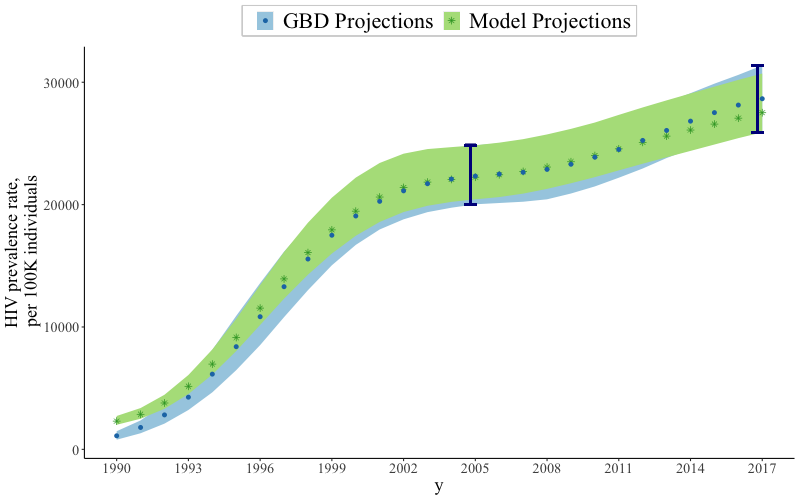 GBD Projections Model Projections
30000
20000
10000
0
HIV prevalence rate,
per 100K individuals
1990 1993 1996 1999 2002 2005 2008 2011 2014 2017
y